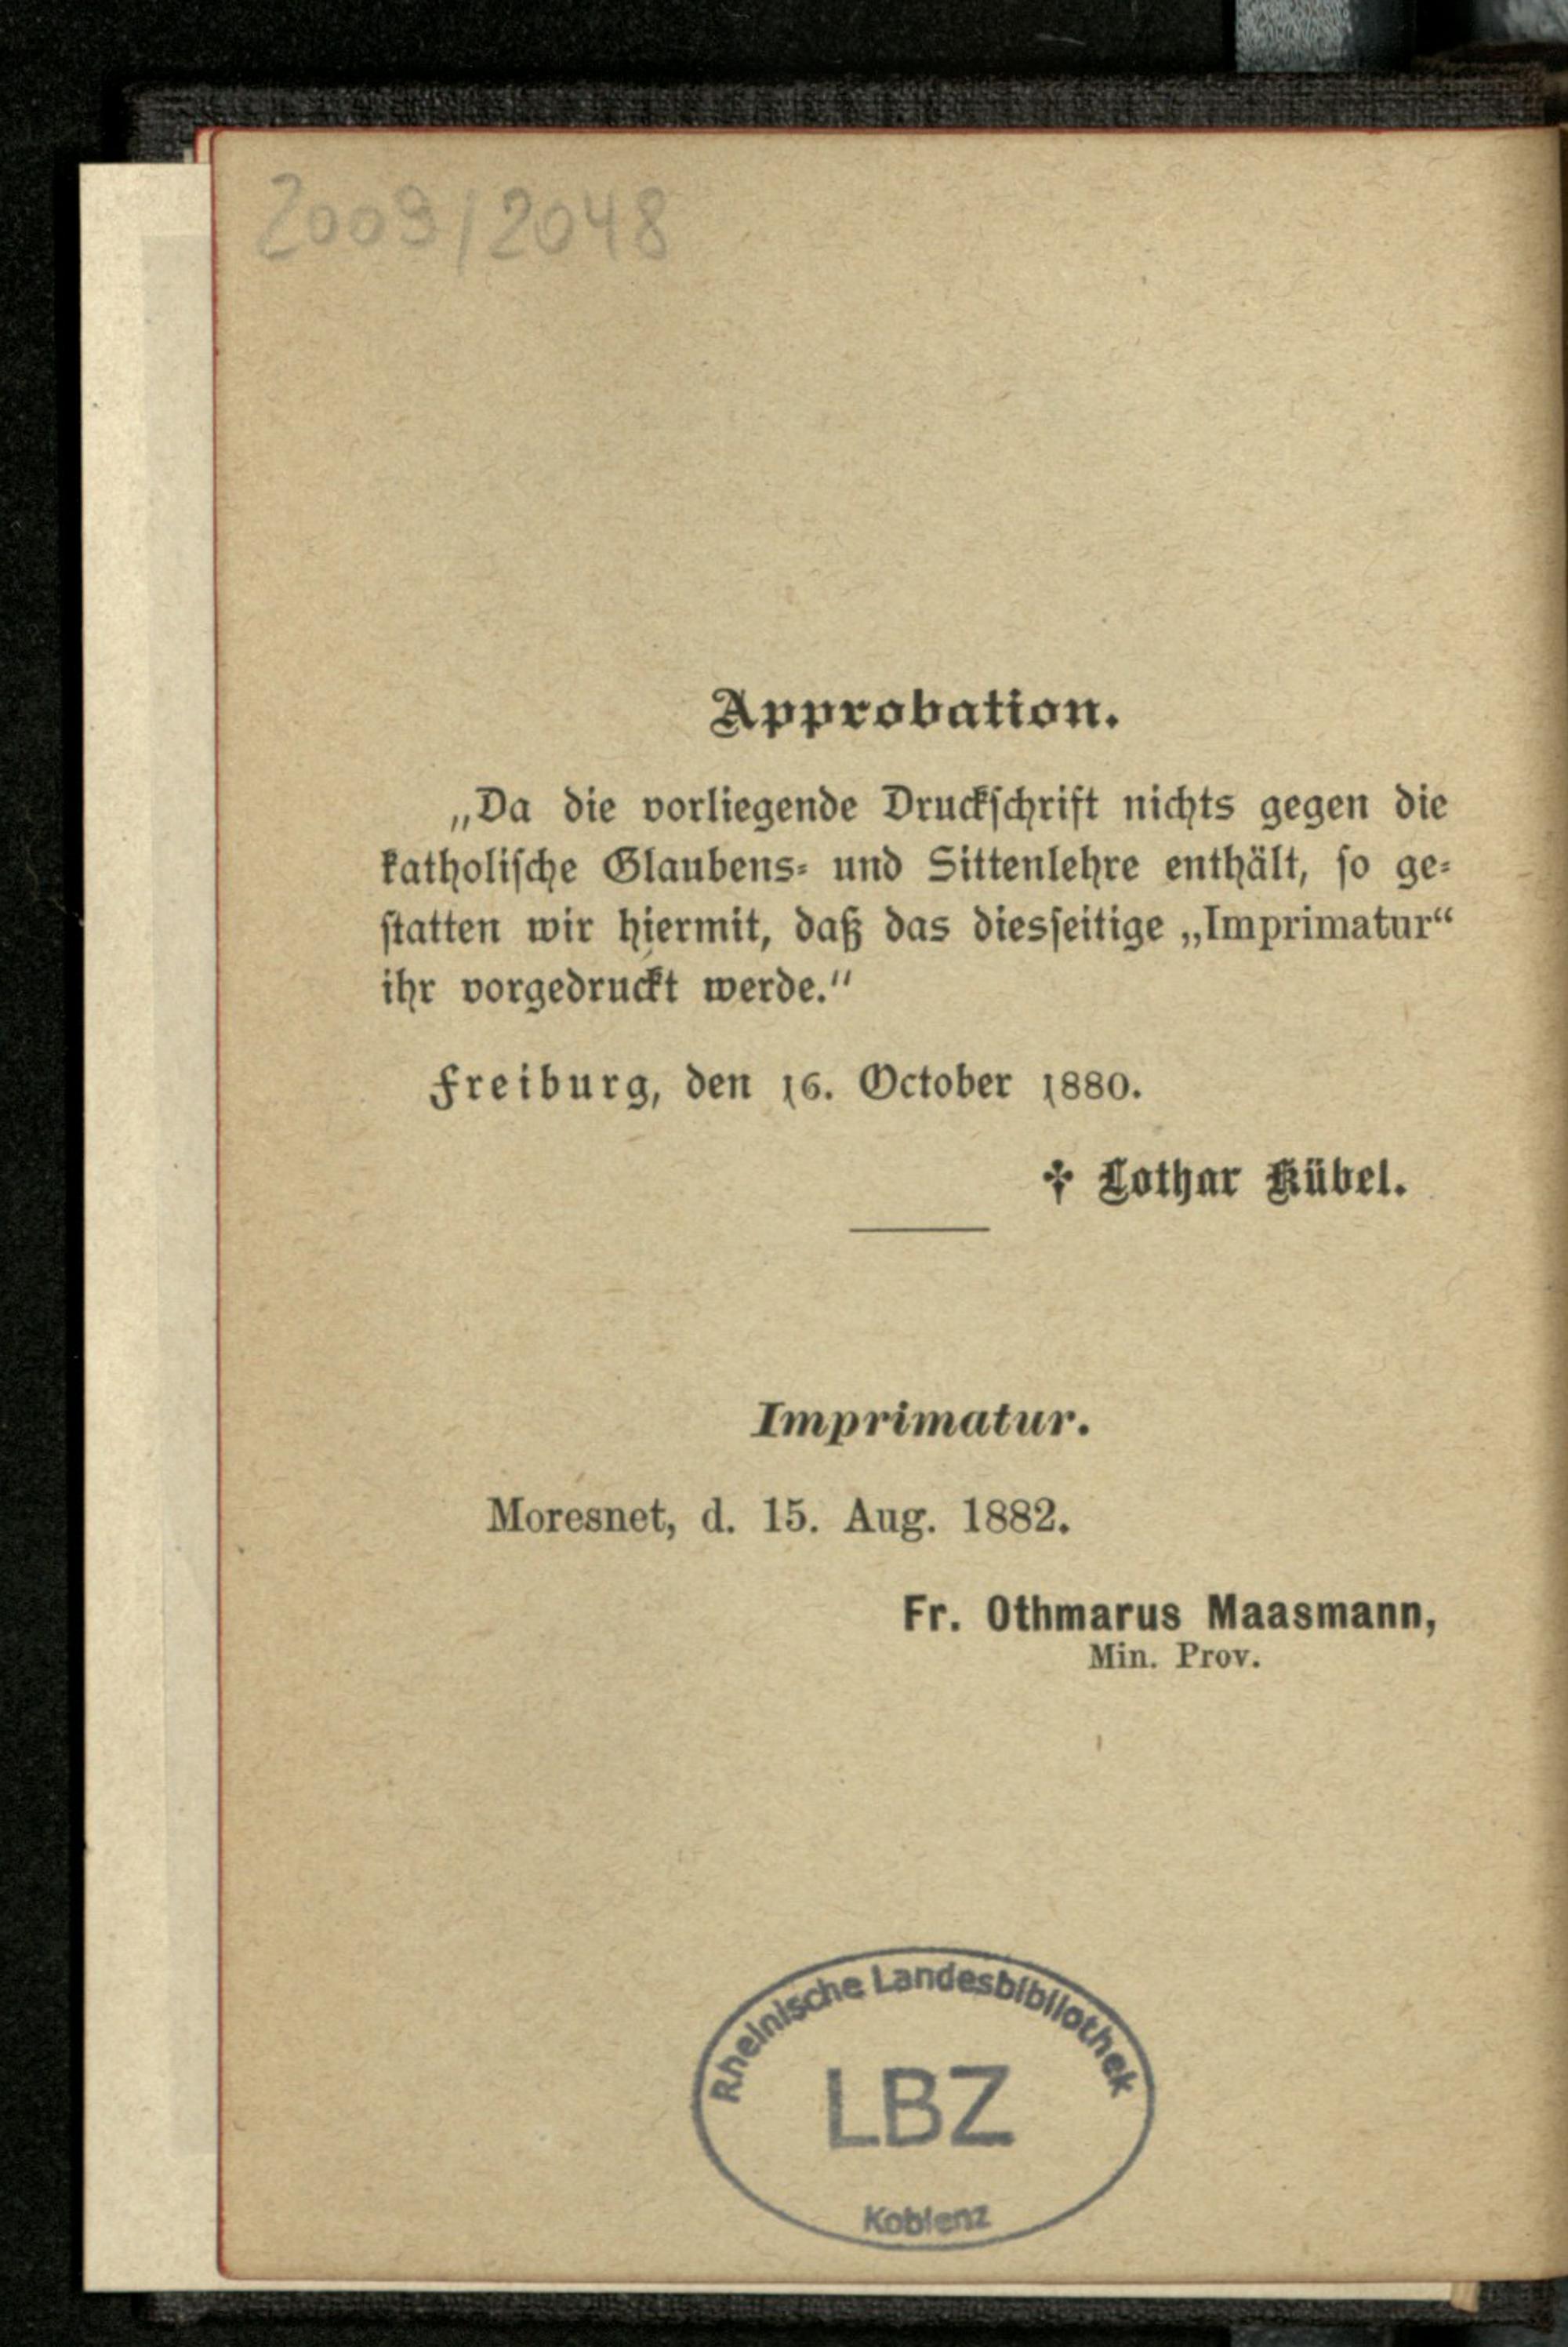 2009/2048
Approbation.
„Da die vorliegende Druckschrift nichts gegen die
katholische Glaubens- und Sittenlehre enthält, so ge-
statten wir hiermit, daß das diesseitige „Imprimatur“
ihr vorgedruckt werde."
Freiburg, den 16. October 1880.
† Lothar Kübel.
Imprimatur.
Moresnet, d. 15. Aug. 1882.
Fr. Othmarus Maasmann,
Min. Prov.
Rheinische Landesbibliothek
LBZ
Koblenz